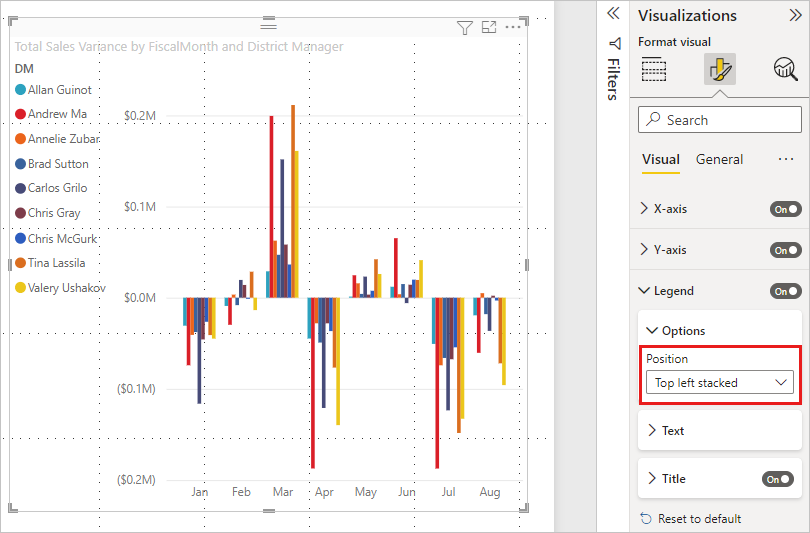 Total Sales Variance by FiscalMonth and District Manager
DM
Allan Guinot
Andrew Ma
Annelie Zubar
Brad Sutton
Carlos Grilo
Chris Gray
Chris McGurk
Tina Lassila
Valery Ushakov
$0.2M
$0.1M
$0.0M
($0.1M)
($0.2M)
Jan Feb Mar Apr May Jun Jul Aug
Filters
Visualizations
Format visual
Search
Visual General
X-axis On
Y-axis On
Legend On
Options
Position
Top left stacked
Text
Title On
Reset to default